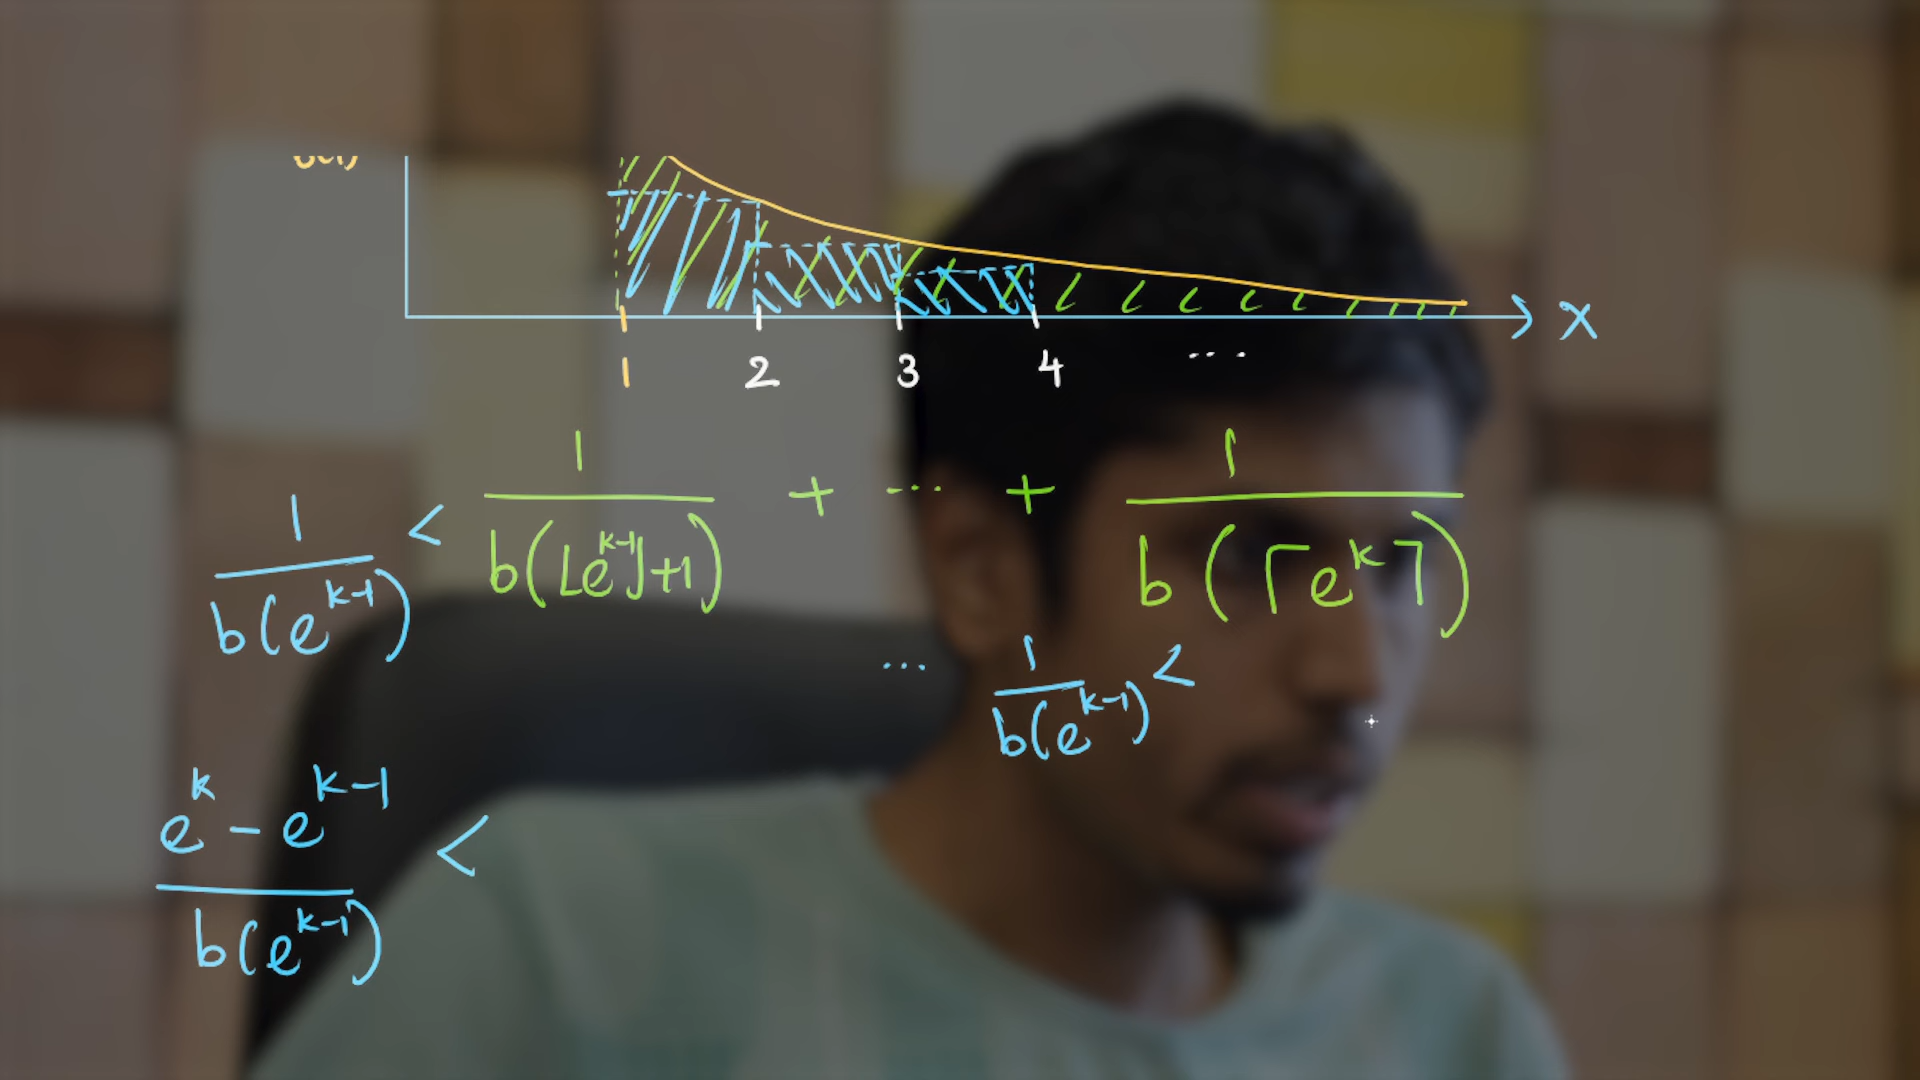 x
1 2 3 4 ...
1/b(e^{k-1}) < 1/b(⌊e^{k-1}⌋+1) + ... + 1/b(⌈e^k⌉)
... 1/b(e^{k-1}) <
e^k - e^{k-1}/b(e^{k-1}) <